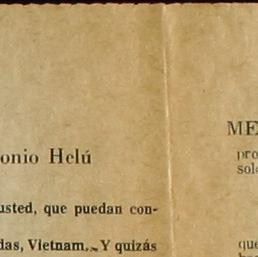 onio Helú
usted, que puedan con-
das, Vietnam... Y quizás
ME
pro
sol
que